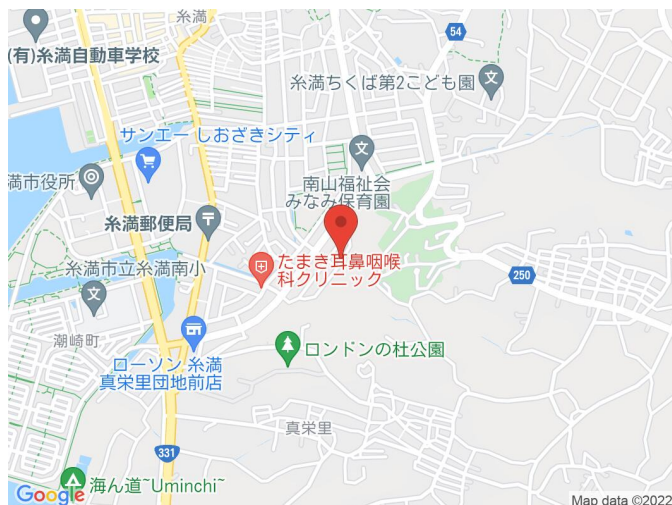 糸満
(有)糸満自動車学校
54
糸満ちくば第2こども園
サンエー しおざきシティ
満市役所
南山福祉会
みなみ保育園
糸満郵便局
たまき耳鼻咽喉
科クリニック
糸満市立糸満南小
250
潮崎町
ローソン 糸満
真栄里団地前店
ロンドンの杜公園
真栄里
331
海ん道~Uminchi~
Google
Map data ©2022